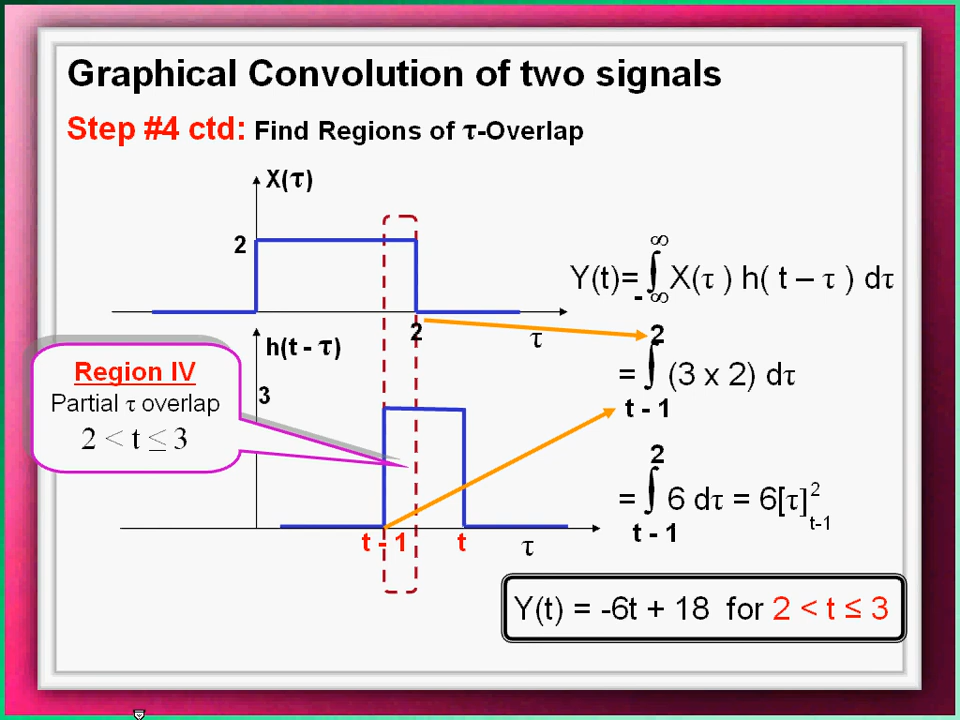 Graphical Convolution of two signals
Step #4 ctd: Find Regions of τ-Overlap
X(τ)
2
2
τ
h(t - τ)
3
t - 1
t
τ
Region IV
Partial τ overlap
2 < t ≤ 3
∞
Y(t)= ∫ X(τ ) h( t – τ ) dτ
- ∞
2
= ∫ (3 x 2) dτ
t - 1
2
= ∫ 6 dτ = 6[τ]²
t - 1
t-1
Y(t) = -6t + 18 for 2 < t ≤ 3